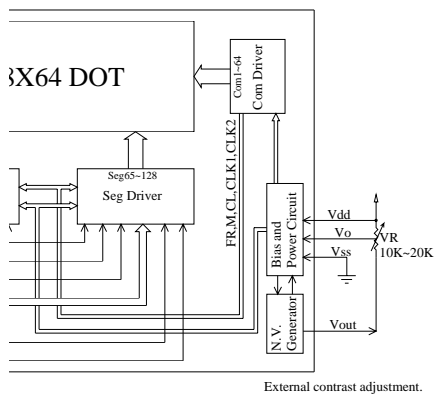 8X64 DOT
Com1~64
Com Driver
Seg65~128
Seg Driver
FR,M,CL,CLK1,CLK2
Bias and
Power Circuit
Vdd
Vo
Vss
VR
10K~20K
N.V.
Generator
Vout
External contrast adjustment.